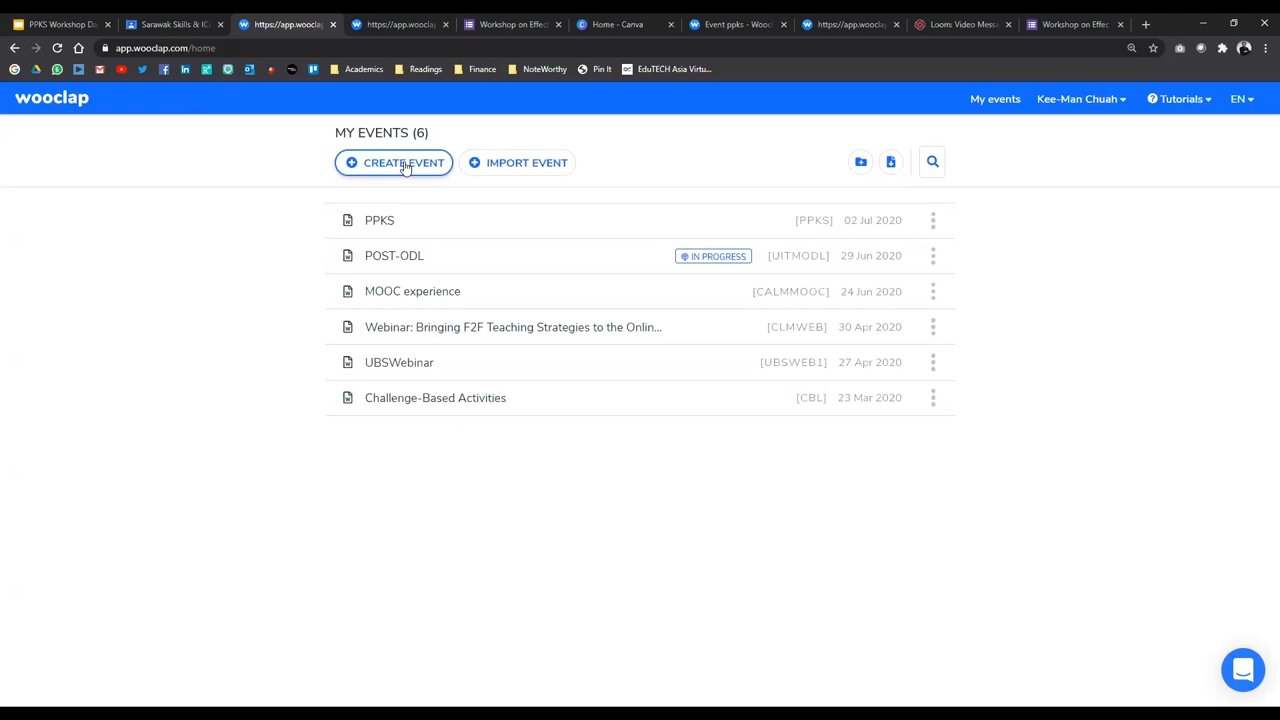 PPKS Workshop Da
Sarawak Skills & IC
https://app.wooclap
https://app.wooclap
Workshop on Effec
Home - Canva
Event ppks - Wooc
https://app.wooclap
Loom: Video Messa
Workshop on Effec
app.wooclap.com/home
Academics
Readings
Finance
NoteWorthy
Pin It
EduTECH Asia Virtu...
wooclap
My events
Kee-Man Chuah
Tutorials
EN
MY EVENTS (6)
CREATE EVENT
IMPORT EVENT
PPKS [PPKS] 02 Jul 2020
POST-ODL IN PROGRESS [UITMODL] 29 Jun 2020
MOOC experience [CALMMOOC] 24 Jun 2020
Webinar: Bringing F2F Teaching Strategies to the Onlin... [CLMWEB] 30 Apr 2020
UBSWebinar [UBSWEB1] 27 Apr 2020
Challenge-Based Activities [CBL] 23 Mar 2020